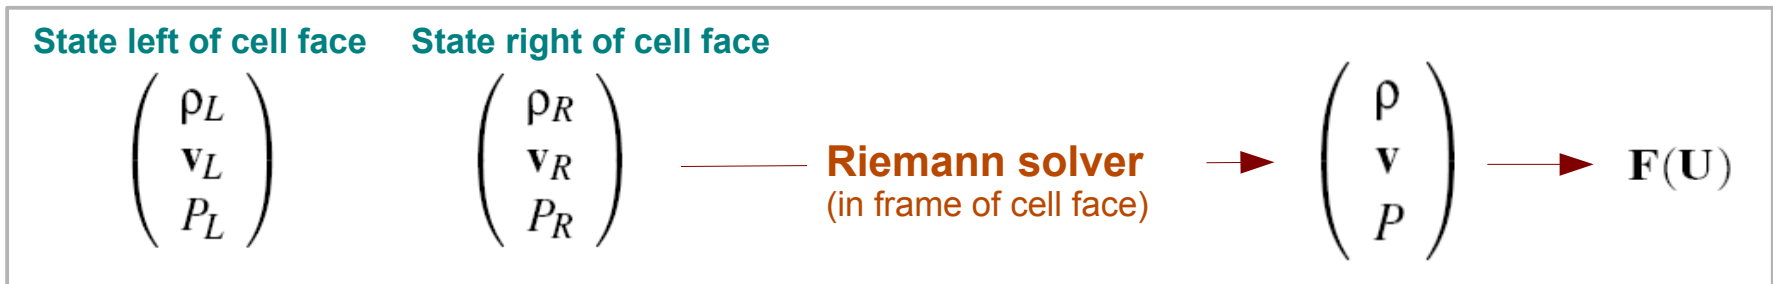 State left of cell face State right of cell face
ρL ρR ρ
vL vR Riemann solver v F(U)
PL PR (in frame of cell face) P